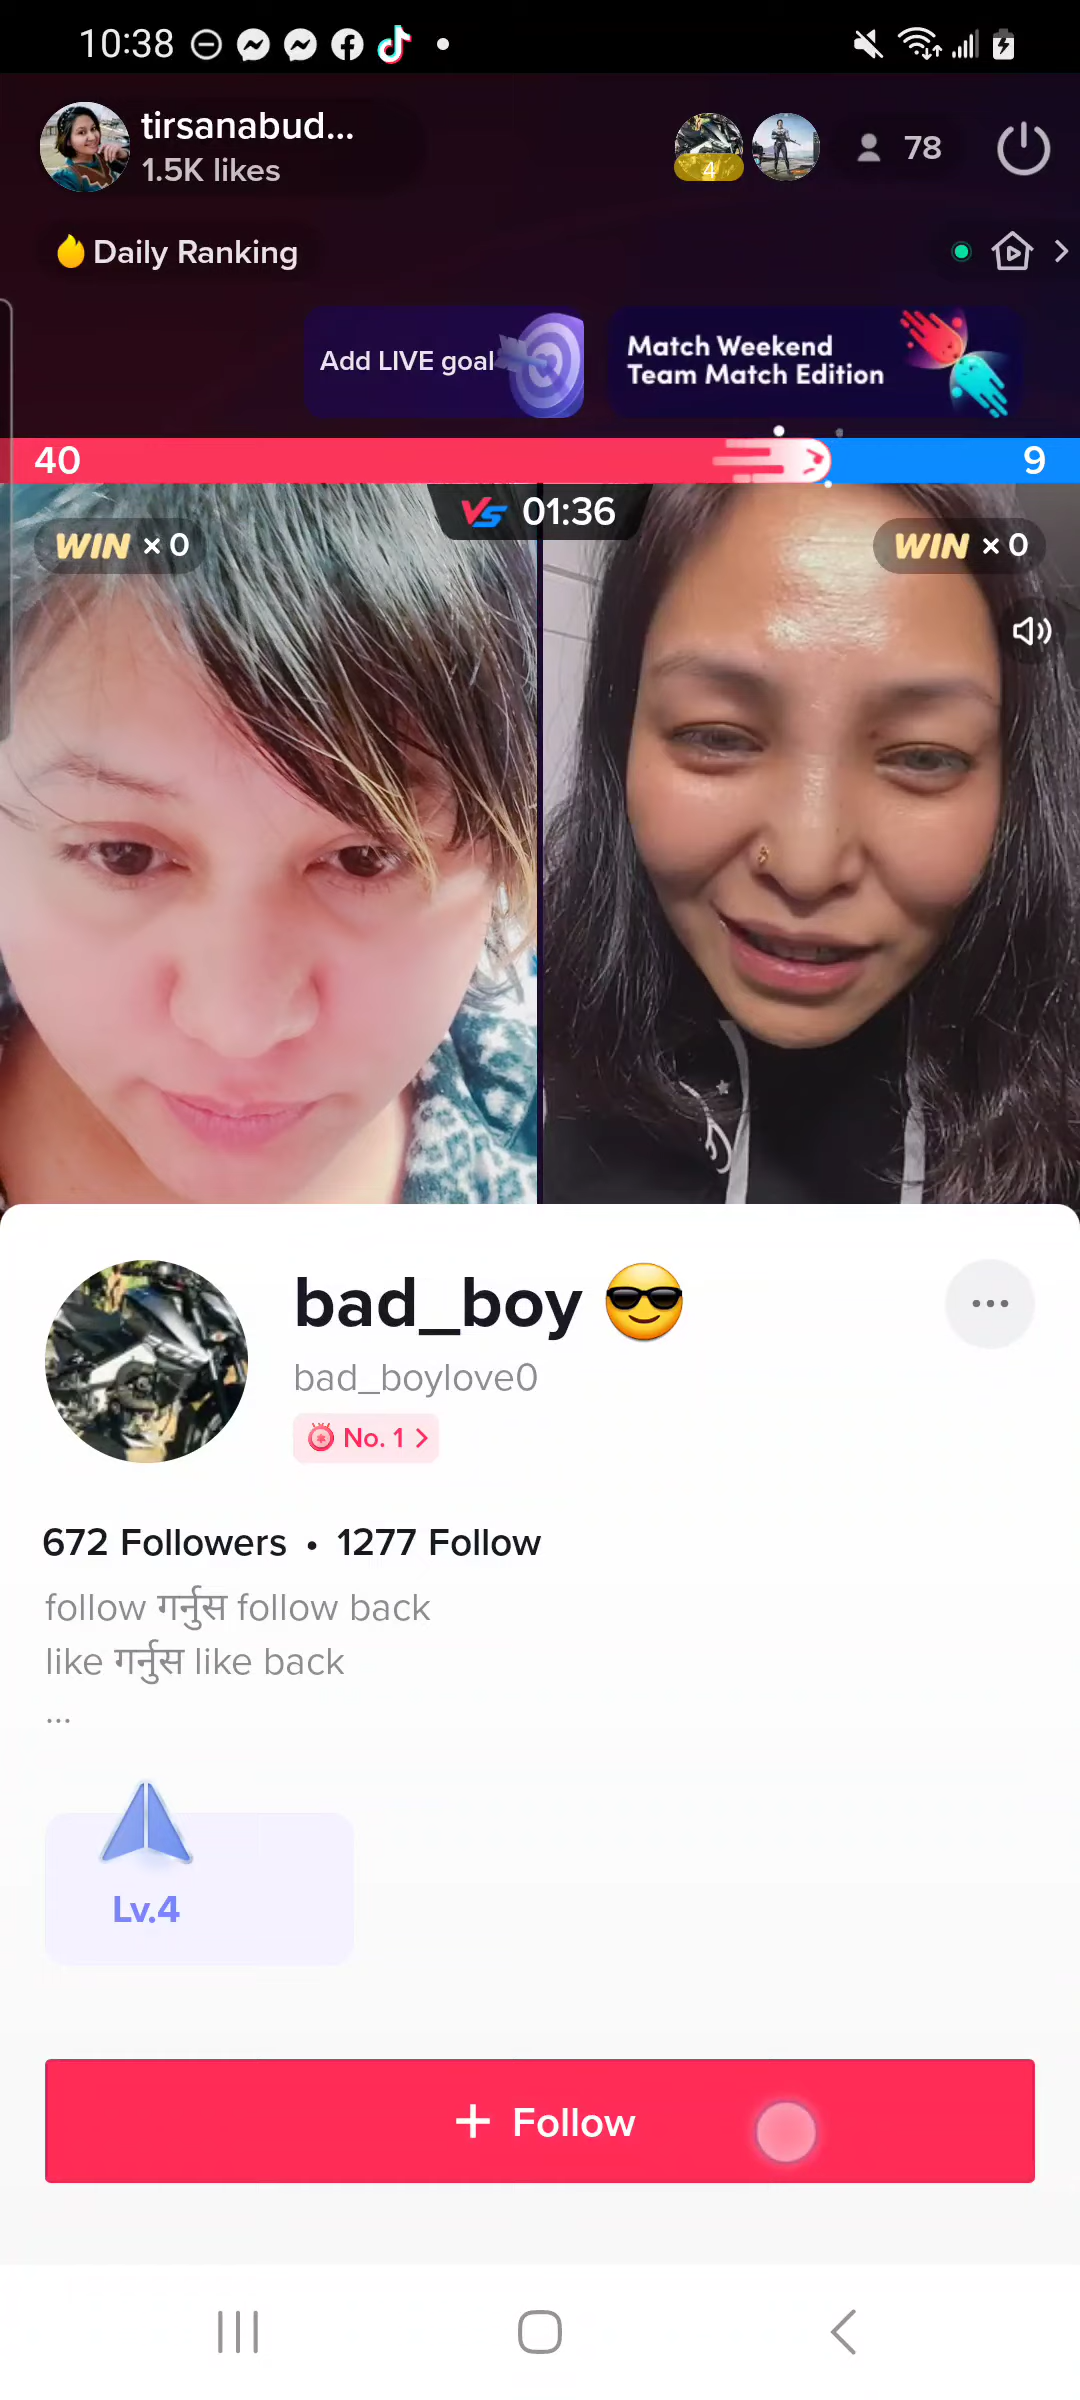 10:38
tirsanabud...
1.5K likes
4
78
Daily Ranking
Add LIVE goal
Match Weekend
Team Match Edition
40
9
VS 01:36
WIN × 0
WIN × 0
bad_boy 😎
bad_boylove0
No. 1 >
672 Followers • 1277 Follow
follow गर्नुस follow back
like गर्नुस like back
...
Lv.4
+ Follow